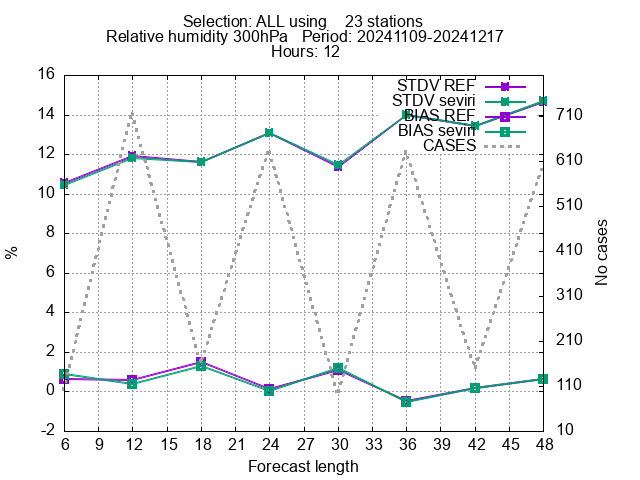 Selection: ALL using    23 stations
Relative humidity 300hPa   Period: 20241109-20241217
Hours: 12
STDV REF
STDV seviri
BIAS REF
BIAS seviri
CASES
16
14
12
10
8
6
4
2
0
-2
%
710
610
510
410
310
210
110
10
No cases
6 9 12 15 18 21 24 27 30 33 36 39 42 45 48
Forecast length